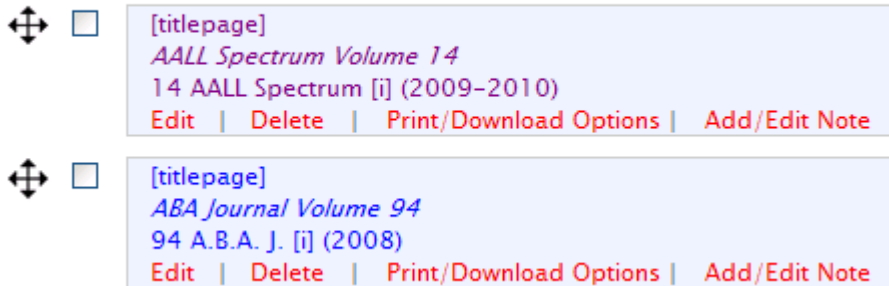 [titlepage]
AALL Spectrum Volume 14
14 AALL Spectrum [i] (2009-2010)
Edit | Delete | Print/Download Options | Add/Edit Note
[titlepage]
ABA Journal Volume 94
94 A.B.A. J. [i] (2008)
Edit | Delete | Print/Download Options | Add/Edit Note